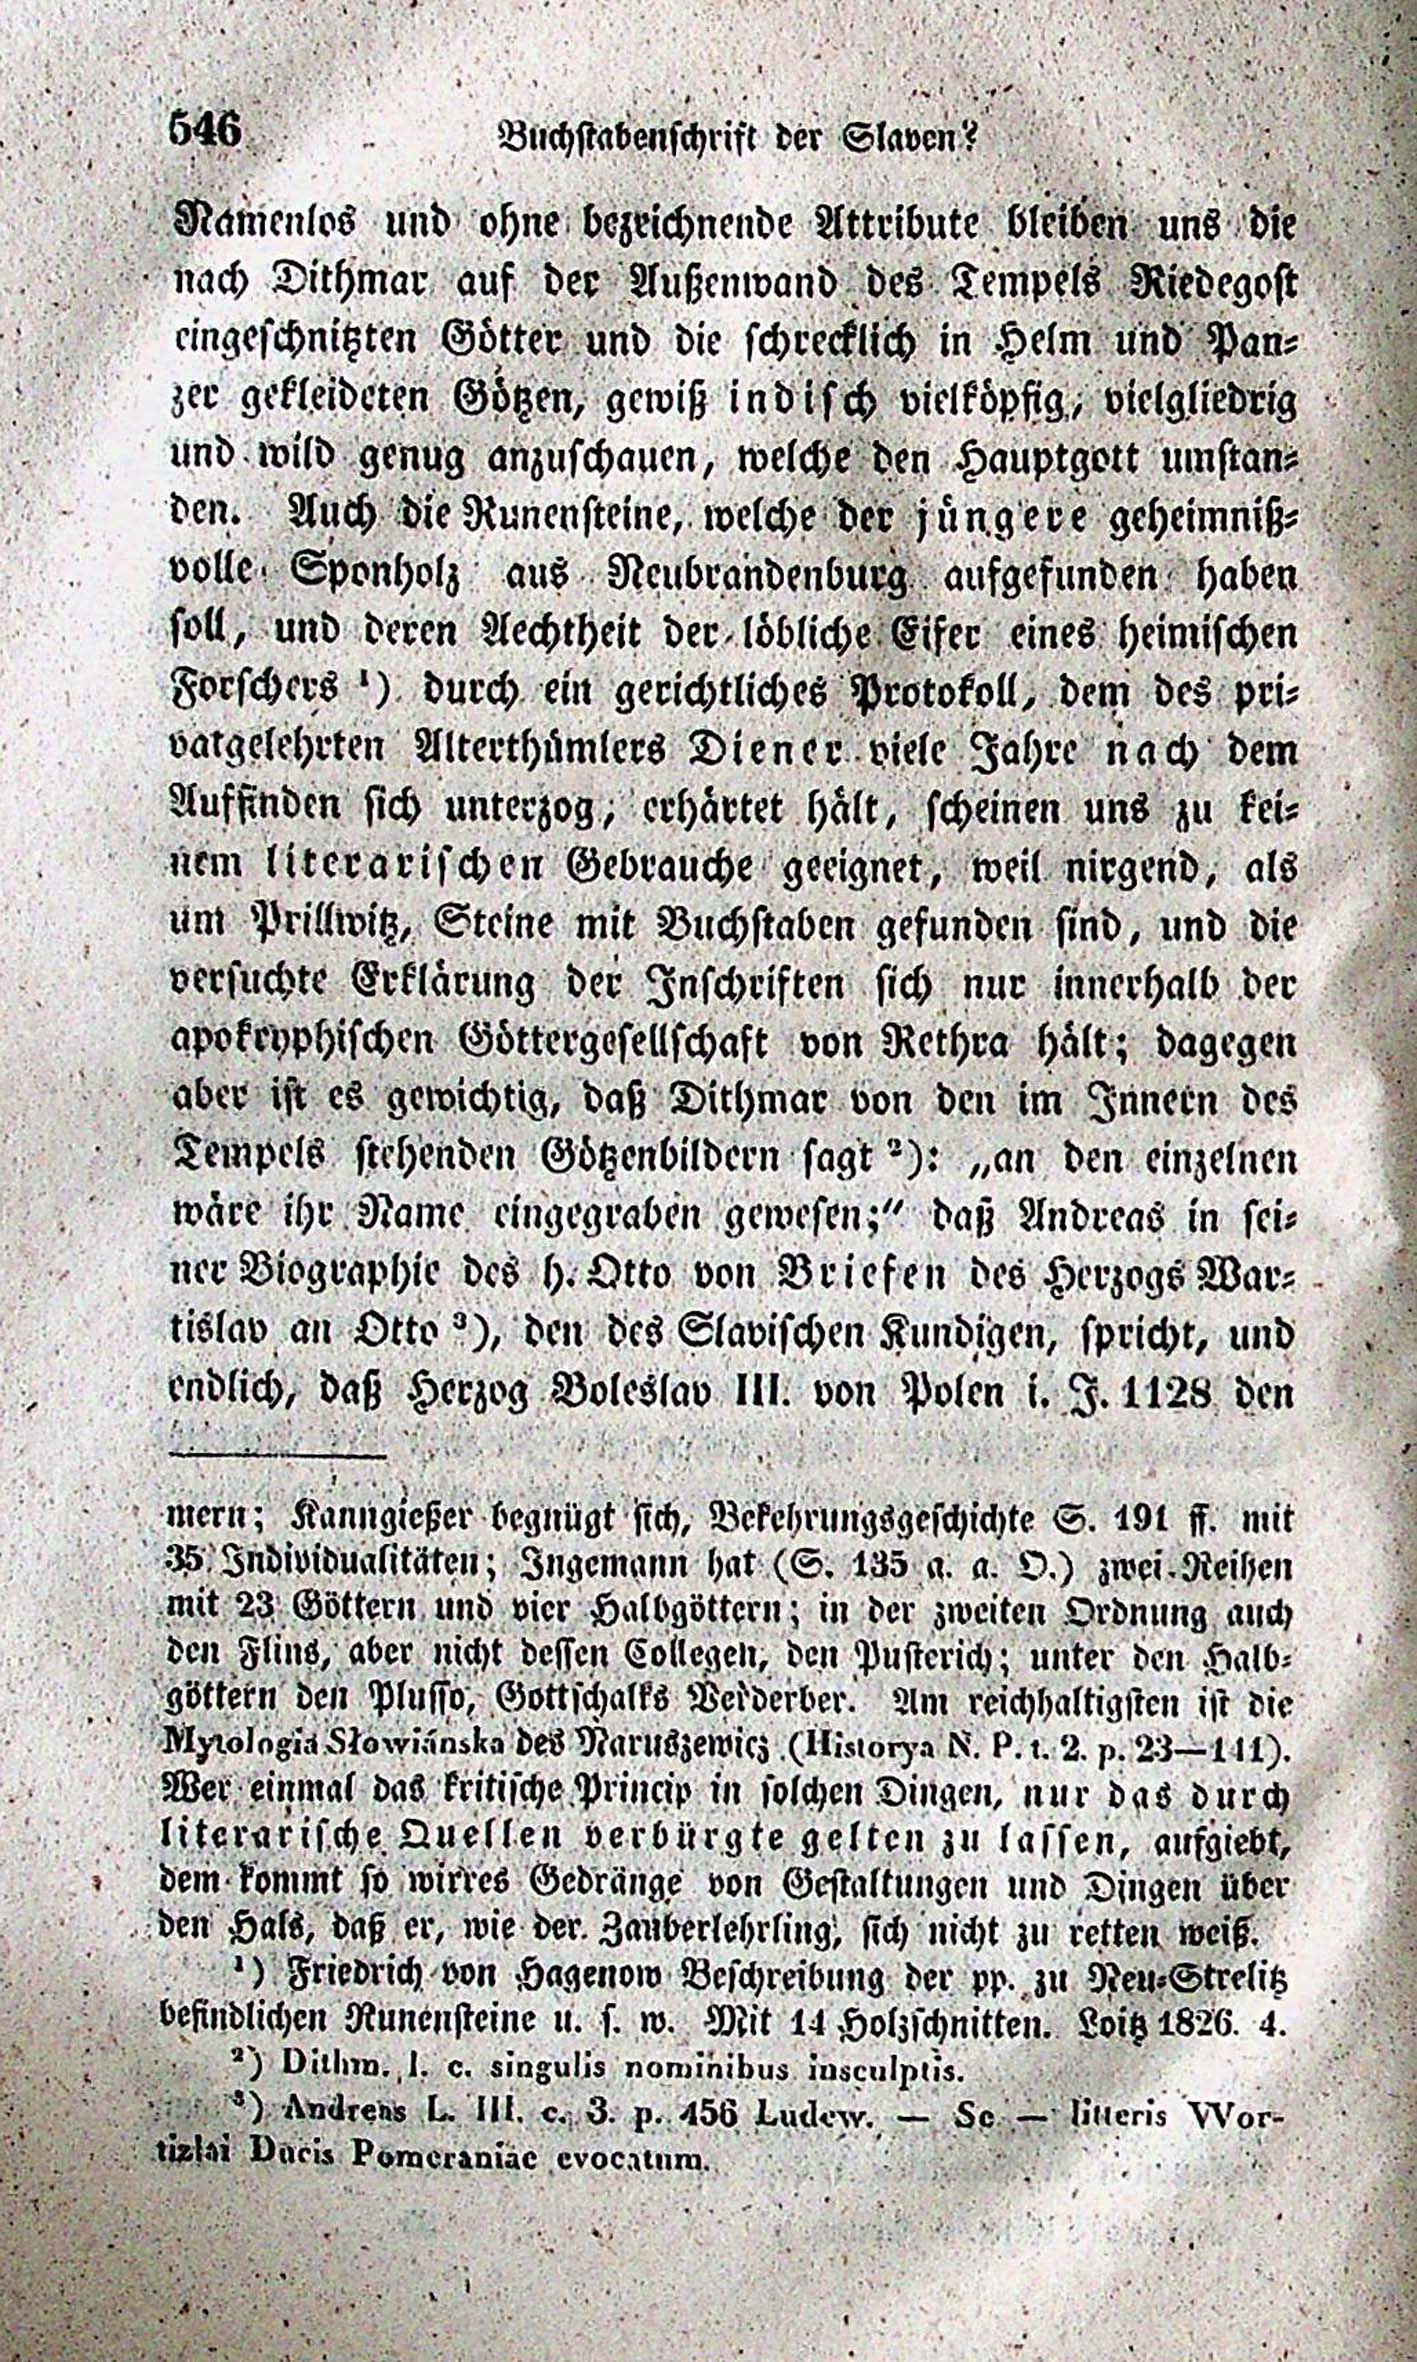 546
Buchstabenschrift der Slaven?
Namenlos und ohne bezeichnende Attribute bleiben uns die
nach Dithmar auf der Außenwand des Tempels Riedegost
eingeschnitzten Götter und die schrecklich in Helm und Pan-
zer gekleideten Götzen, gewiß indisch vielköpfig, vielgliedrig
und wild genug anzuschauen, welche den Hauptgott umstan-
den. Auch die Runensteine, welche der jüngere geheimniß-
volle Sponholz aus Neubrandenburg aufgefunden haben
soll, und deren Aechtheit der löbliche Eifer eines heimischen
Forschers ¹) durch ein gerichtliches Protokoll, dem des pri-
vatgelehrten Alterthümlers Diener viele Jahre nach dem
Auffinden sich unterzog, erhärtet hält, scheinen uns zu kei-
nem literarischen Gebrauche geeignet, weil nirgend, als
um Prillwitz, Steine mit Buchstaben gefunden sind, und die
versuchte Erklärung der Inschriften sich nur innerhalb der
apokryphischen Göttergesellschaft von Rethra hält; dagegen
aber ist es gewichtig, daß Dithmar von den im Innern des
Tempels stehenden Götzenbildern sagt ²): „an den einzelnen
wäre ihr Name eingegraben gewesen;“ daß Andreas in sei-
ner Biographie des h. Otto von Briefen des Herzogs War-
tislav an Otto ³), den des Slavischen Kundigen, spricht, und
endlich, daß Herzog Boleslav III. von Polen i. J. 1128 den
mern; Kanngießer begnügt sich, Bekehrungsgeschichte S. 191 ff. mit
35 Individualitäten; Ingemann hat (S. 135 a. a. O.) zwei Reihen
mit 23 Göttern und vier Halbgöttern; in der zweiten Ordnung auch
den Flins, aber nicht dessen Collegen, den Pusterich; unter den Halb-
göttern den Plusso, Gottschalks Verderber. Am reichhaltigsten ist die
Mytologia Słowiánska des Naruszewicz (Historya N. P. t. 2. p. 23—141).
Wer einmal das kritische Princip in solchen Dingen, nur das durch
literarische Quellen verbürgte gelten zu lassen, aufgiebt,
dem kommt so wirres Gedränge von Gestaltungen und Dingen über
den Hals, daß er, wie der Zauberlehrling, sich nicht zu retten weiß.
¹) Friedrich von Hagenow Beschreibung der pp. zu Neu-Strelitz
befindlichen Runensteine u. s. w. Mit 14 Holzschnitten. Loitz 1826. 4.
²) Dithm. l. c. singulis nominibus insculptis.
³) Andreas L. III. c. 3. p. 456 Ludew. — Se — litteris Wor-
tizlai Ducis Pomeraniae evocatum.